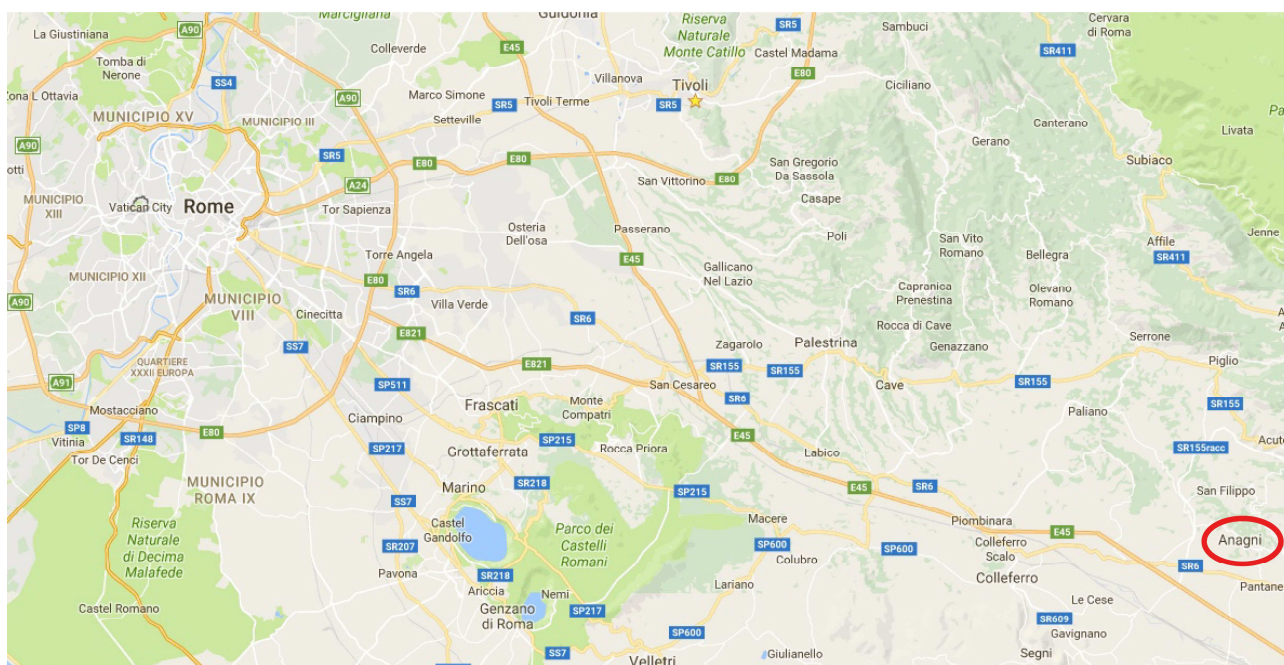 Marcigliana
Guidonia
Riserva
Naturale
Monte Catillo
SR5
Sambuci
Cervara
di Roma
A90
La Giustiniana
Colleverde
E45
Castel Madama
SR411
Tomba di
Nerone
SS4
Villanova
Tivoli
E80
Ciciliano
ona L Ottavia
A90
Marco Simone
SR5
Tivoli Terme
SR5
MUNICIPIO XV
MUNICIPIO III
Setteville
Canterano
Livata
A90
SR5
E80
E80
Gerano
Subiaco
otti
A24
San Vittorino
E80
San Gregorio
Da Sassola
MUNICIPIO
XIII
Vatican City
Rome
Tor Sapienza
Casape
Osteria
Dell'osa
Passerano
Poli
San Vito
Romano
Affile
Jenne
Torre Angela
E45
Bellegra
SR411
MUNICIPIO XII
E80
SR6
Gallicano
Nel Lazio
Capranica
Prenestina
Olevano
Romano
A90
MUNICIPIO
VIII
Villa Verde
Cinecitta
SR6
Rocca di Cave
SS7
E821
Zagarolo
Palestrina
Genazzano
Serrone
QUARTIERE
XXXII EUROPA
E821
SR155
SR155
Piglio
A91
SP511
San Cesareo
Cave
SR155
Mostacciano
Frascati
Monte
Compatri
SR6
SR155
SP8
Ciampino
Paliano
Vitinia
SR148
E80
SP217
SP215
E45
Acuto
Tor De Cenci
Grottaferrata
Rocca Priora
Labico
SR155racc
MUNICIPIO
ROMA IX
Marino
SR218
SP215
E45
SR6
San Filippo
SS7
Riserva
Naturale
di Decima
Malafede
Castel
Gandolfo
Parco dei
Castelli
Romani
Macere
Piombinara
E45
Anagni
SR207
SP600
Colubro
SP600
Colleferro
Scalo
SR6
Pavona
SR218
Colleferro
Pantane
Ariccia
Nemi
Lariano
Castel Romano
Genzano
di Roma
SP217
Le Cese
SP600
SR609
Gavignano
SS7
Velletri
Giulianello
Segni